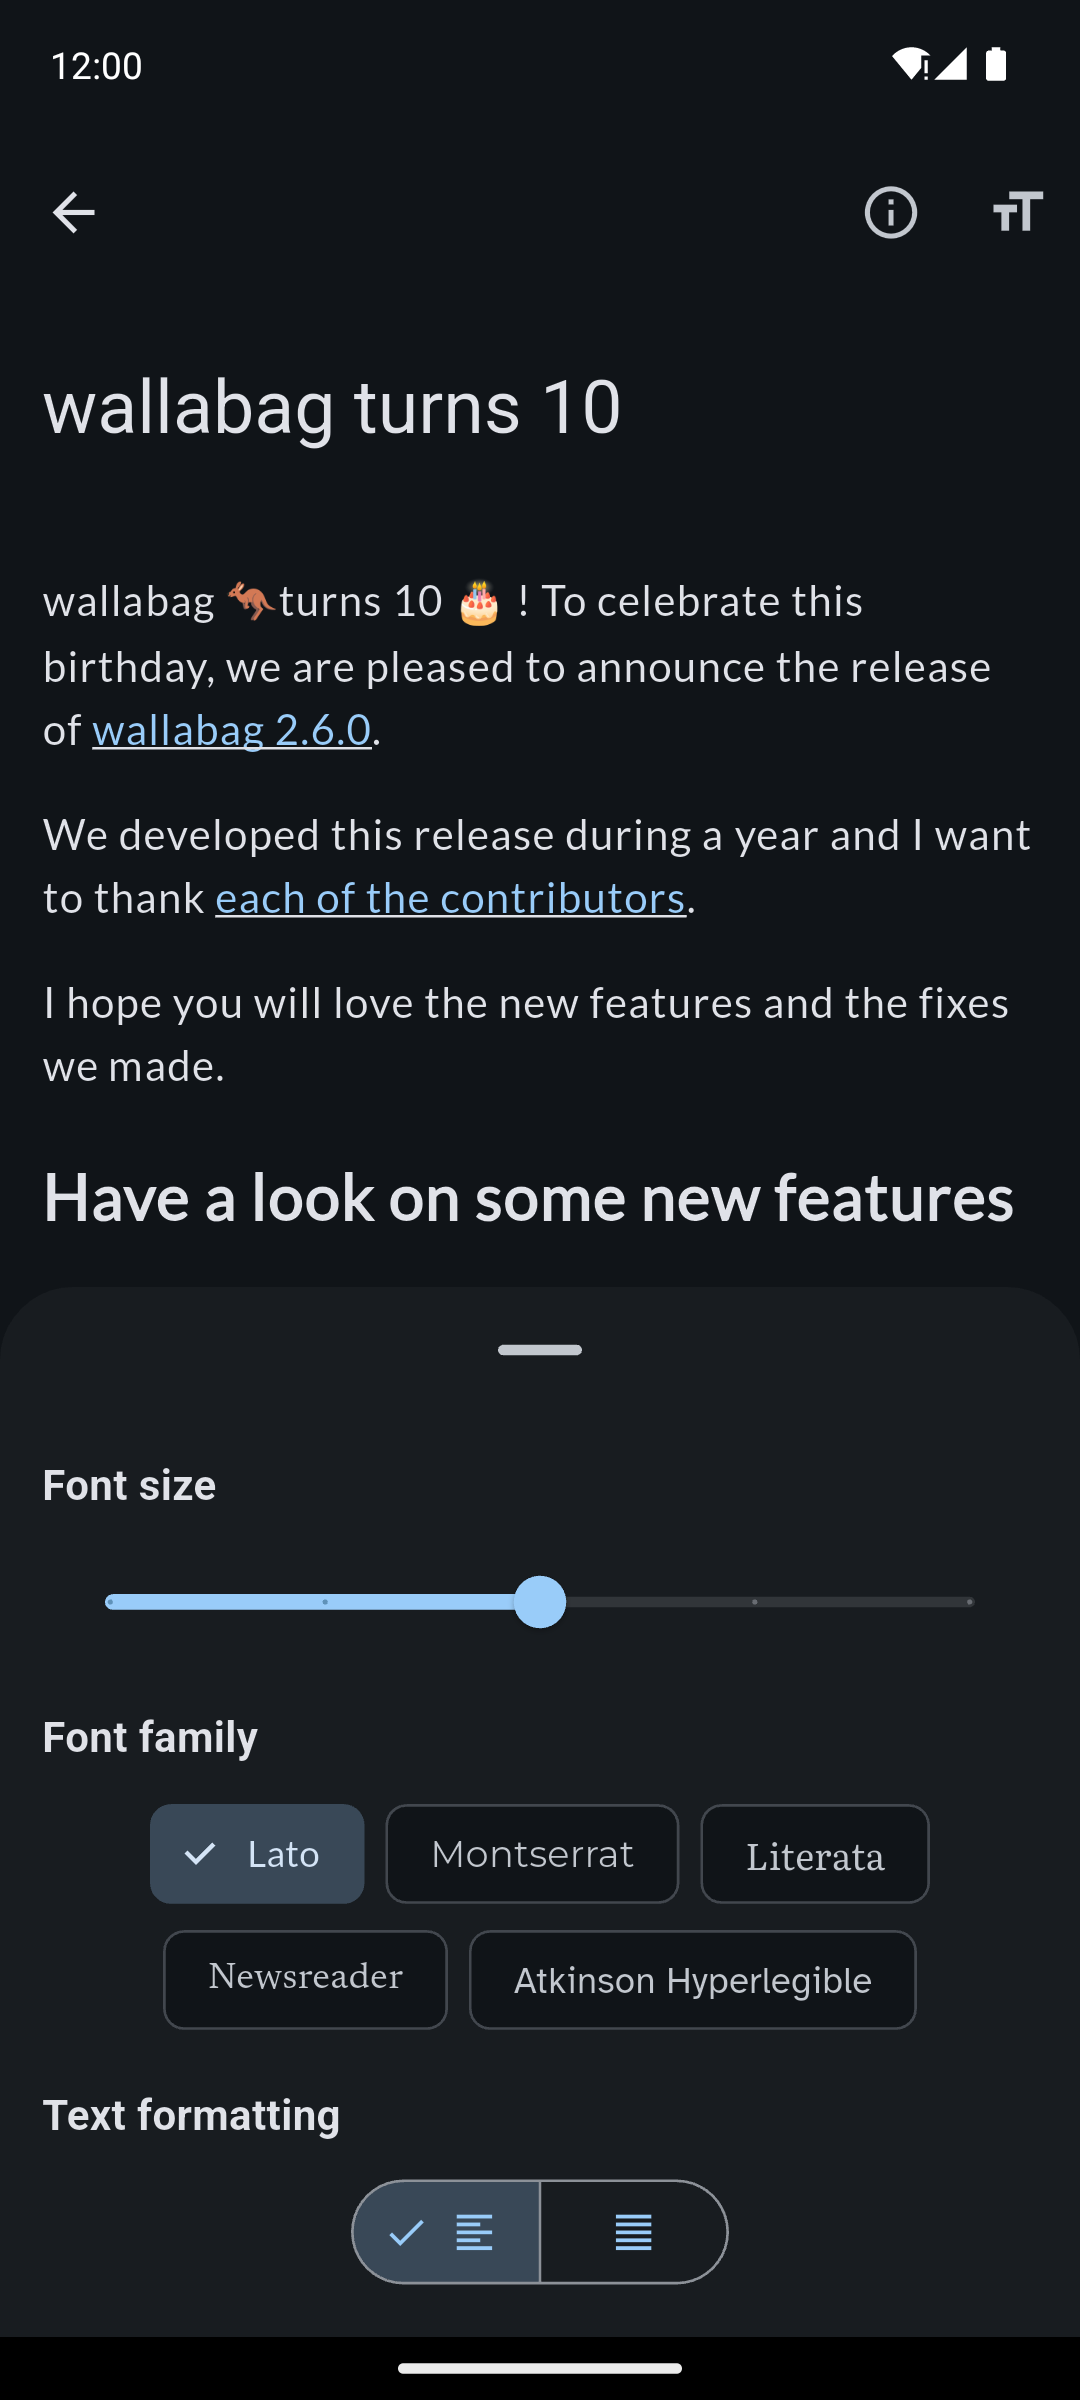 12:00
wallabag turns 10
wallabag 🦘turns 10 🎂 ! To celebrate this
birthday, we are pleased to announce the release
of wallabag 2.6.0.
We developed this release during a year and I want
to thank each of the contributors.
I hope you will love the new features and the fixes
we made.
Have a look on some new features
Font size
Font family
Lato
Montserrat
Literata
Newsreader
Atkinson Hyperlegible
Text formatting